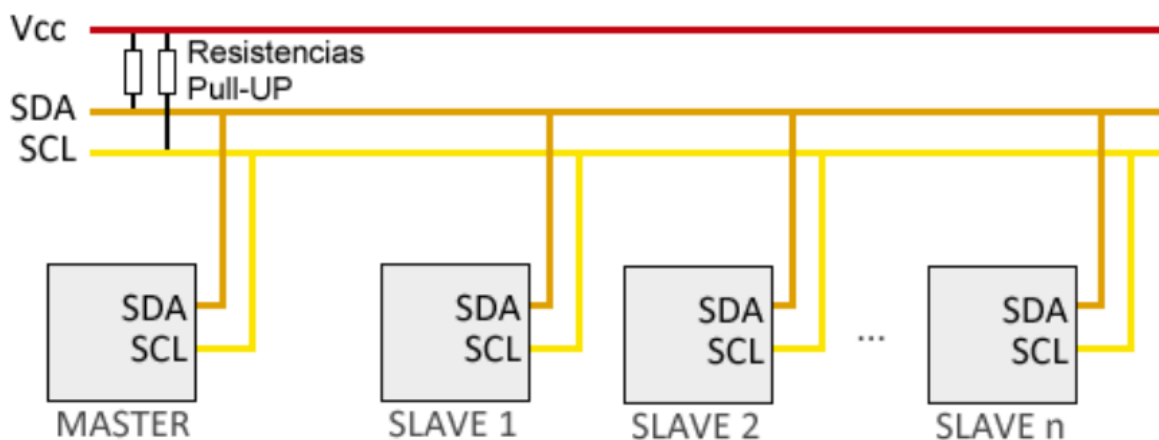 Vcc
Resistencias
Pull-UP
SDA
SCL
SDA
SCL
MASTER
SDA
SCL
SLAVE 1
SDA
SCL
SLAVE 2
...
SDA
SCL
SLAVE n